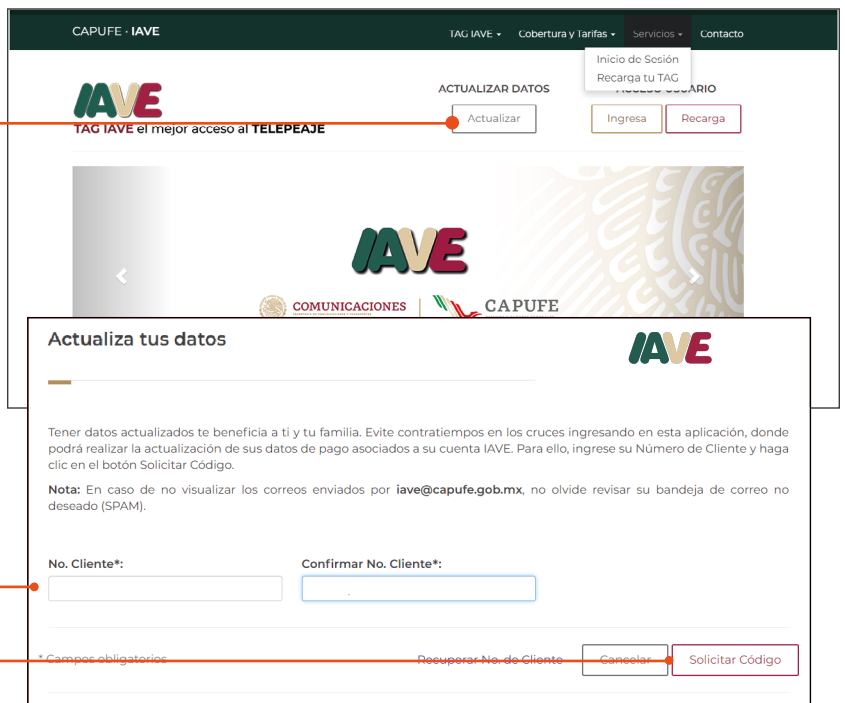 CAPUFE · IAVE
TAG IAVE Cobertura y Tarifas Servicios Contacto
Inicio de Sesión
Recarga tu TAG
IAVE
TAG IAVE el mejor acceso al TELEPEAJE
ACTUALIZAR DATOS
ACCESO USUARIO
Actualizar
Ingresa
Recarga
IAVE
COMUNICACIONES
CAPUFE
Actualiza tus datos
IAVE
Tener datos actualizados te beneficia a ti y tu familia. Evite contratiempos en los cruces ingresando en esta aplicación, donde
podrá realizar la actualización de sus datos de pago asociados a su cuenta IAVE. Para ello, ingrese su Número de Cliente y haga
clic en el botón Solicitar Código.
Nota: En caso de no visualizar los correos enviados por iave@capufe.gob.mx, no olvide revisar su bandeja de correo no
deseado (SPAM).
No. Cliente*:
Confirmar No. Cliente*:
* Campos obligatorios
Recuperar No. de Cliente
Cancelar
Solicitar Código